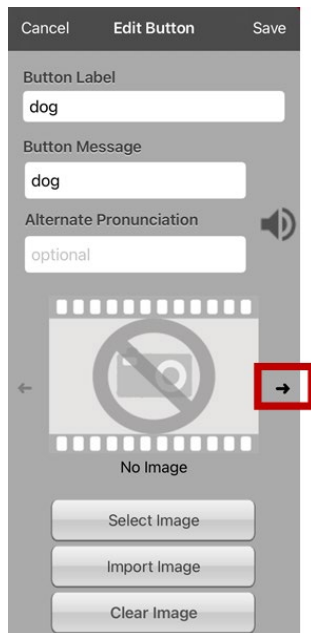 Cancel Edit Button Save
Button Label
dog
Button Message
dog
Alternate Pronunciation
optional
← →
No Image
Select Image
Import Image
Clear Image